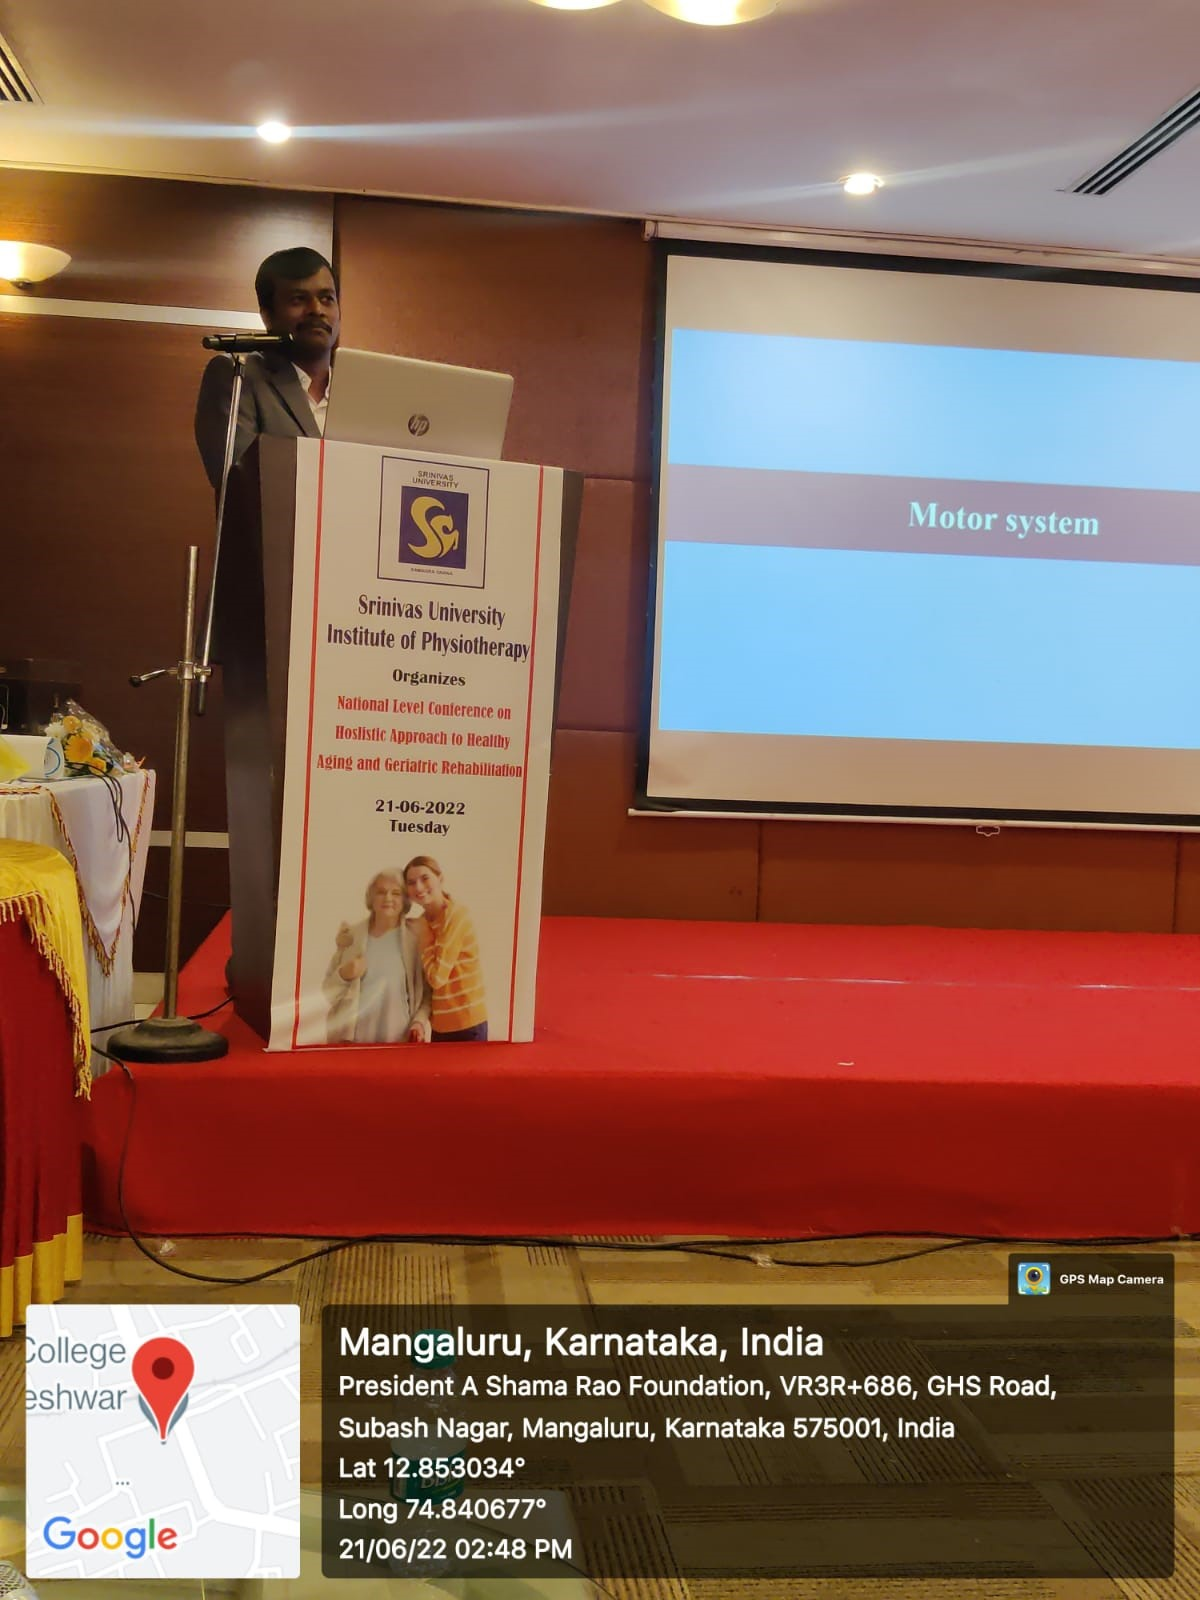 Motor system
hp
SRINIVAS
UNIVERSITY
Srinivas University
Institute of Physiotherapy
Organizes
National Level Conference on
Hoslistic Approach to Healthy
Aging and Geriatric Rehabilitation
21-06-2022
Tuesday
GPS Map Camera
College
eshwar
Google
Mangaluru, Karnataka, India
President A Shama Rao Foundation, VR3R+686, GHS Road,
Subash Nagar, Mangaluru, Karnataka 575001, India
Lat 12.853034°
Long 74.840677°
21/06/22 02:48 PM